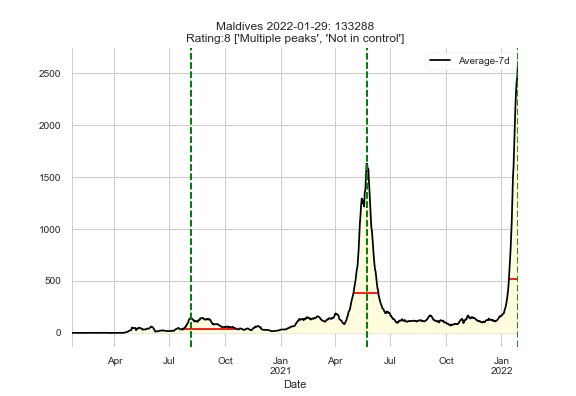 Maldives 2022-01-29: 133288
Rating:8 ['Multiple peaks', 'Not in control']
Average-7d
2500
2000
1500
1000
500
0
Apr Jul Oct Jan Apr Jul Oct Jan
2021 2022
Date